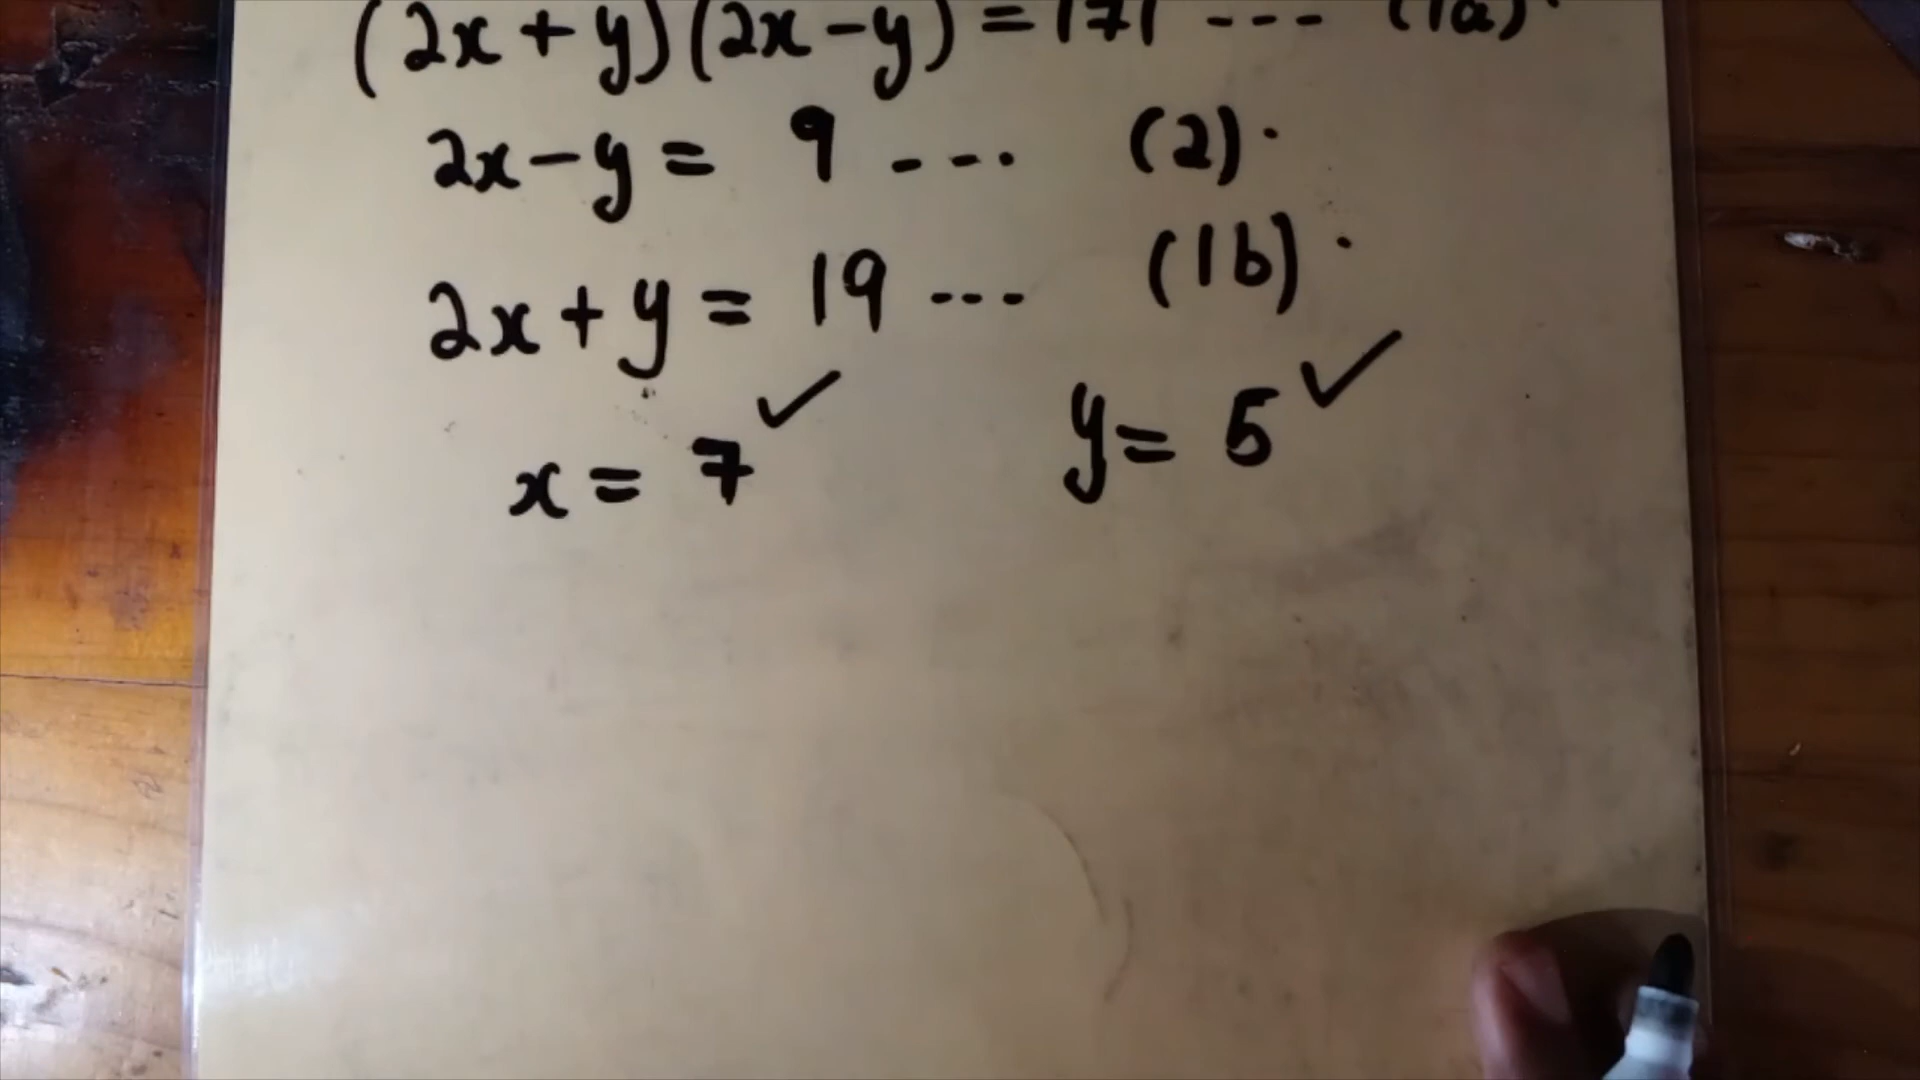 (2x + y)(2x - y) = 171 --- (1a).
2x - y = 9 --- (2).
2x + y = 19 --- (1b).
x = 7 ✓ y = 5 ✓